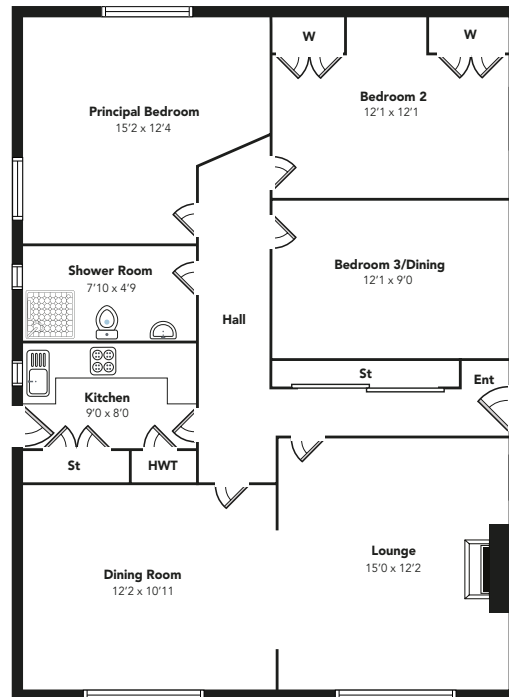 W
W
Principal Bedroom
15'2 x 12'4
Bedroom 2
12'1 x 12'1
Shower Room
7'10 x 4'9
Bedroom 3/Dining
12'1 x 9'0
Hall
St
Ent
Kitchen
9'0 x 8'0
St
HWT
Dining Room
12'2 x 10'11
Lounge
15'0 x 12'2